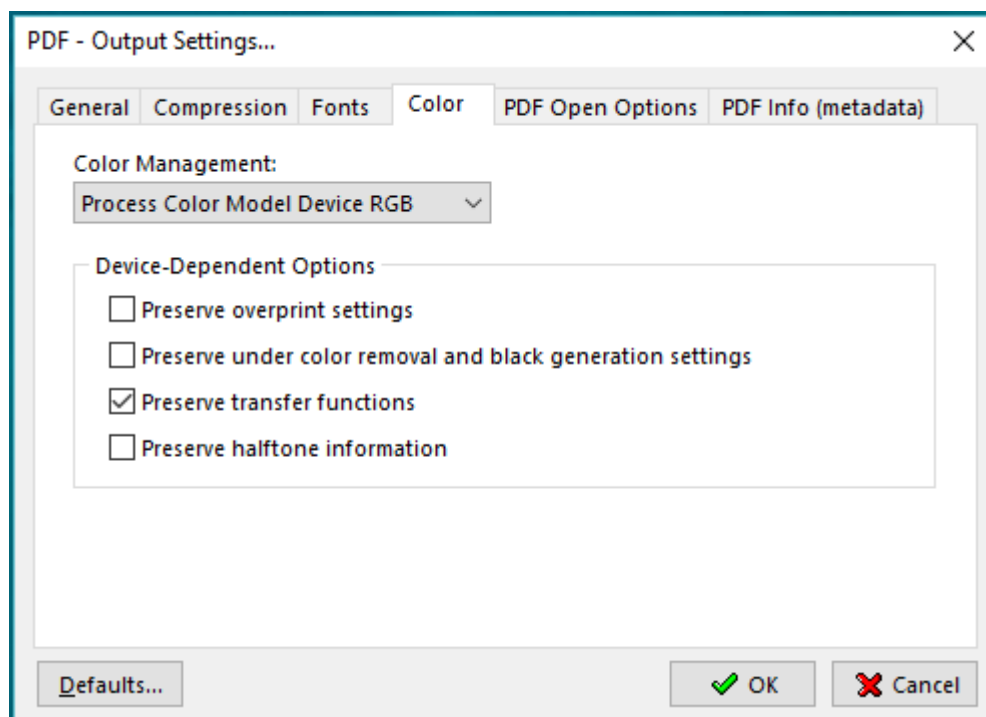 PDF - Output Settings...
General Compression Fonts Color PDF Open Options PDF Info (metadata)
Color Management:
Process Color Model Device RGB
Device-Dependent Options
Preserve overprint settings
Preserve under color removal and black generation settings
Preserve transfer functions
Preserve halftone information
Defaults... OK Cancel